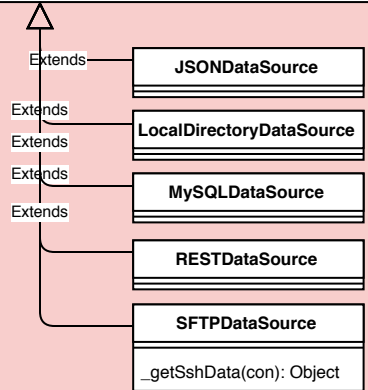 Extends
JSONDataSource
Extends
LocalDirectoryDataSource
Extends
Extends
MySQLDataSource
Extends
RESTDataSource
SFTPDataSource
_getSshData(con): Object